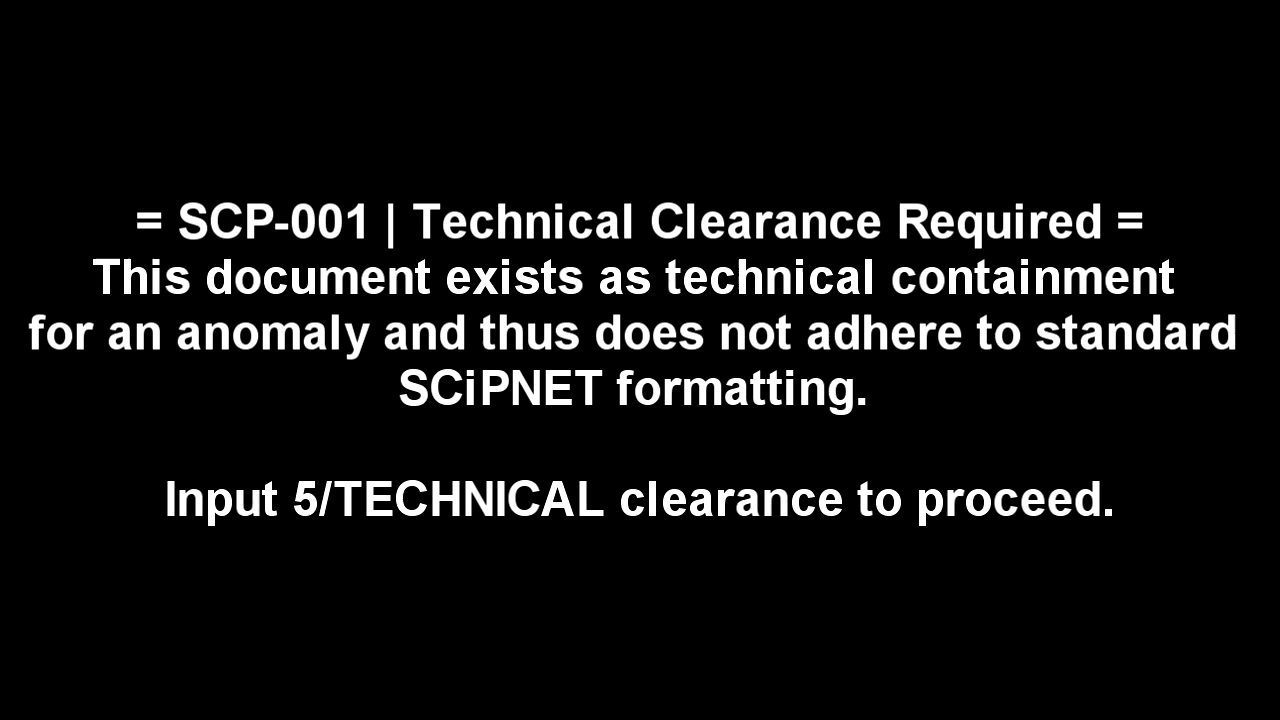 = SCP-001 | Technical Clearance Required =
This document exists as technical containment
for an anomaly and thus does not adhere to standard
SCiPNET formatting.
Input 5/TECHNICAL clearance to proceed.